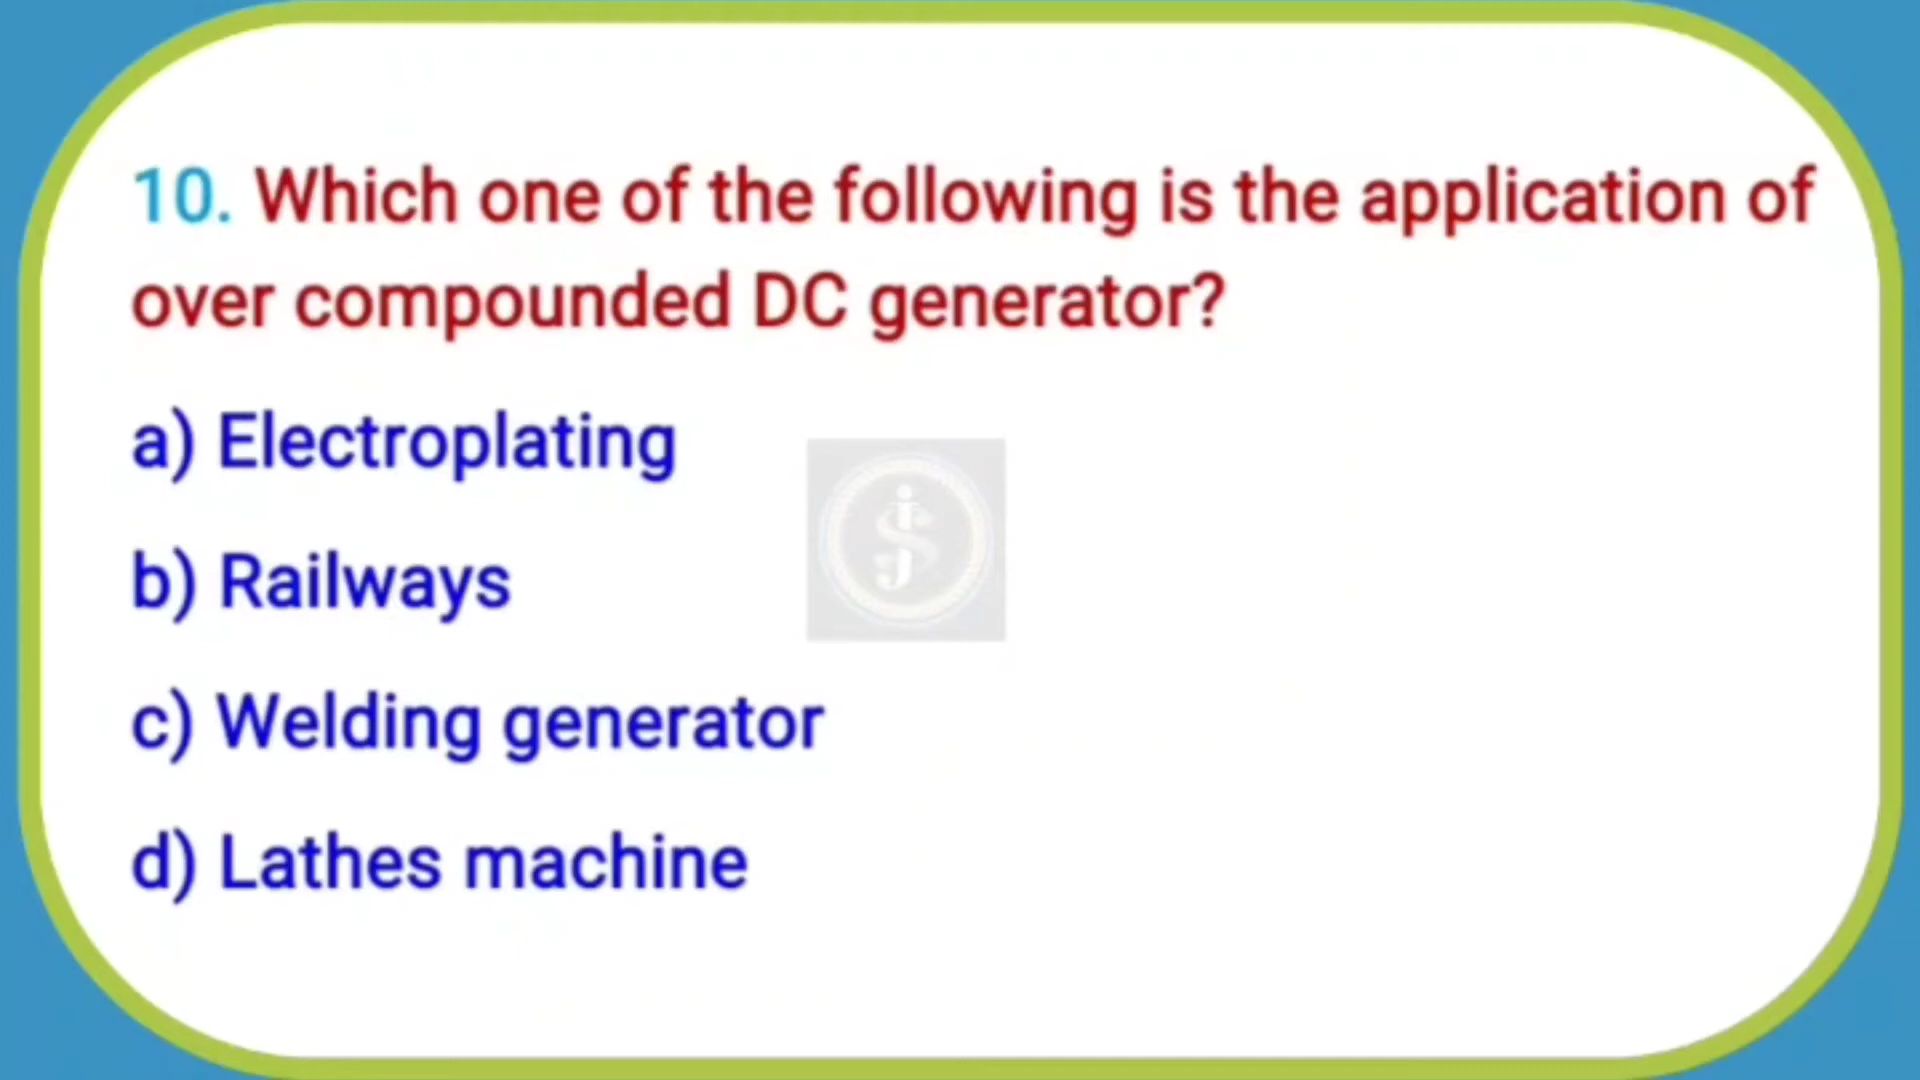 10. Which one of the following is the application of
over compounded DC generator?
a) Electroplating
b) Railways
c) Welding generator
d) Lathes machine